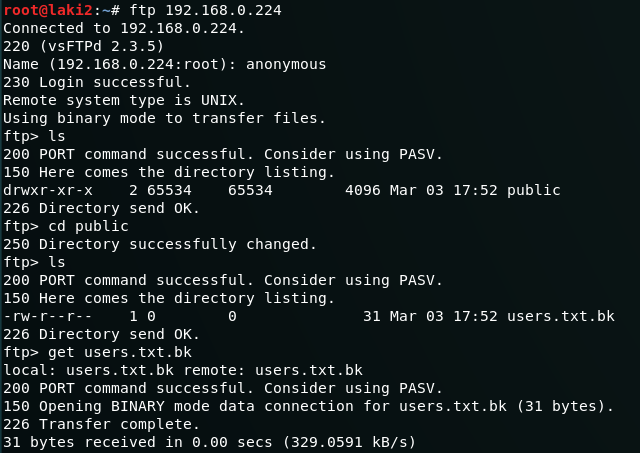 root@laki2:~# ftp 192.168.0.224
Connected to 192.168.0.224.
220 (vsFTPd 2.3.5)
Name (192.168.0.224:root): anonymous
230 Login successful.
Remote system type is UNIX.
Using binary mode to transfer files.
ftp> ls
200 PORT command successful. Consider using PASV.
150 Here comes the directory listing.
drwxr-xr-x    2 65534    65534        4096 Mar 03 17:52 public
226 Directory send OK.
ftp> cd public
250 Directory successfully changed.
ftp> ls
200 PORT command successful. Consider using PASV.
150 Here comes the directory listing.
-rw-r--r--    1 0        0              31 Mar 03 17:52 users.txt.bk
226 Directory send OK.
ftp> get users.txt.bk
local: users.txt.bk remote: users.txt.bk
200 PORT command successful. Consider using PASV.
150 Opening BINARY mode data connection for users.txt.bk (31 bytes).
226 Transfer complete.
31 bytes received in 0.00 secs (329.0591 kB/s)